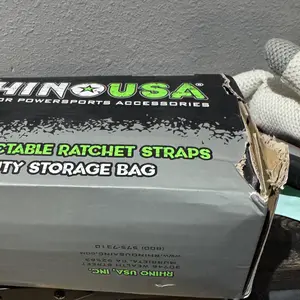 HINO USA®
OR POWERSPORTS ACCESSORIES
CTABLE RATCHET STRAPS
TY STORAGE BAG
RHINO USA, INC.